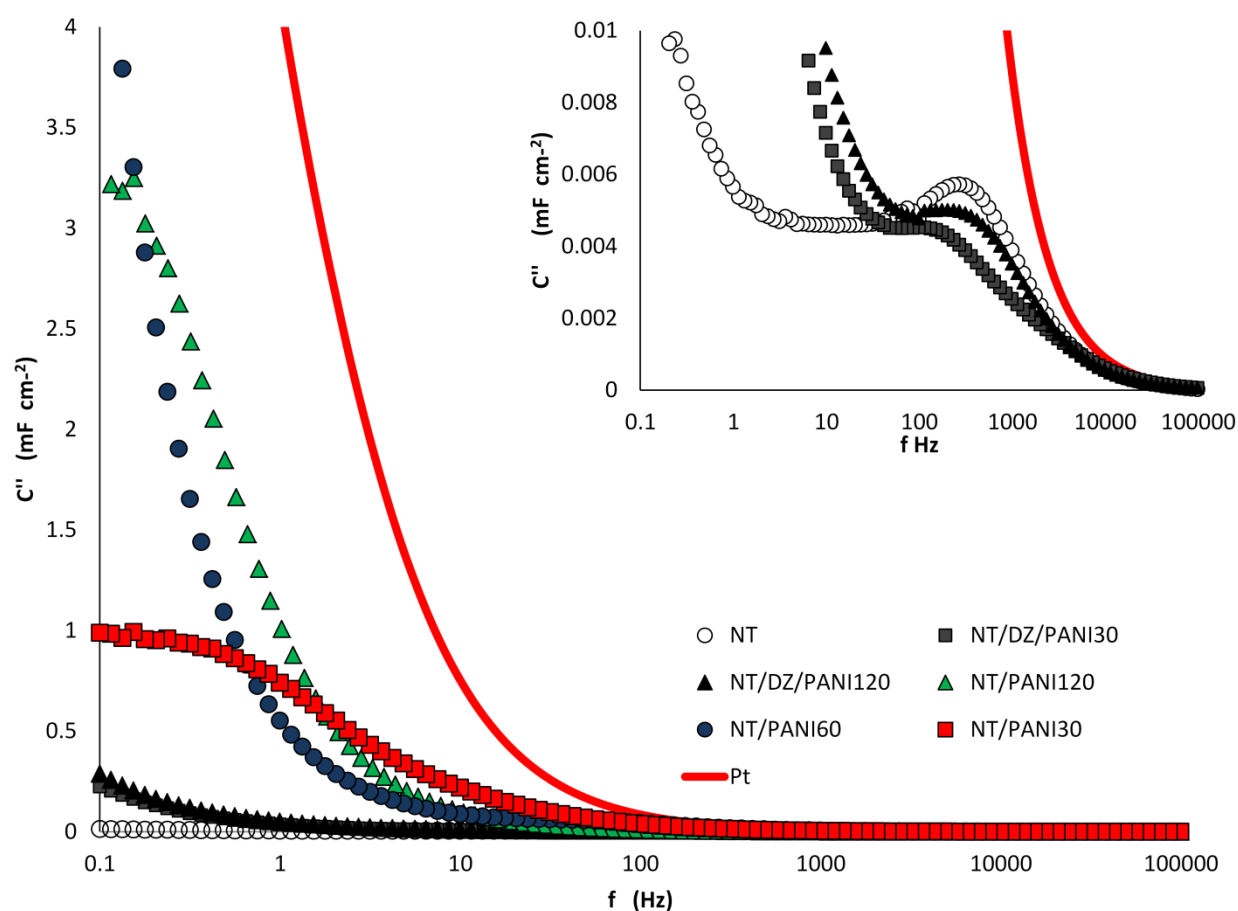 4
3.5
3
2.5
2
1.5
1
0.5
0
C'' (mF cm-²)
0.1
1
10
100
1000
10000
100000
f (Hz)
0.01
0.008
0.006
0.004
0.002
0
C'' (mF cm-²)
0.1
1
10
100
1000
10000
100000
f Hz
NT
NT/DZ/PANI30
NT/DZ/PANI120
NT/PANI120
NT/PANI60
NT/PANI30
Pt